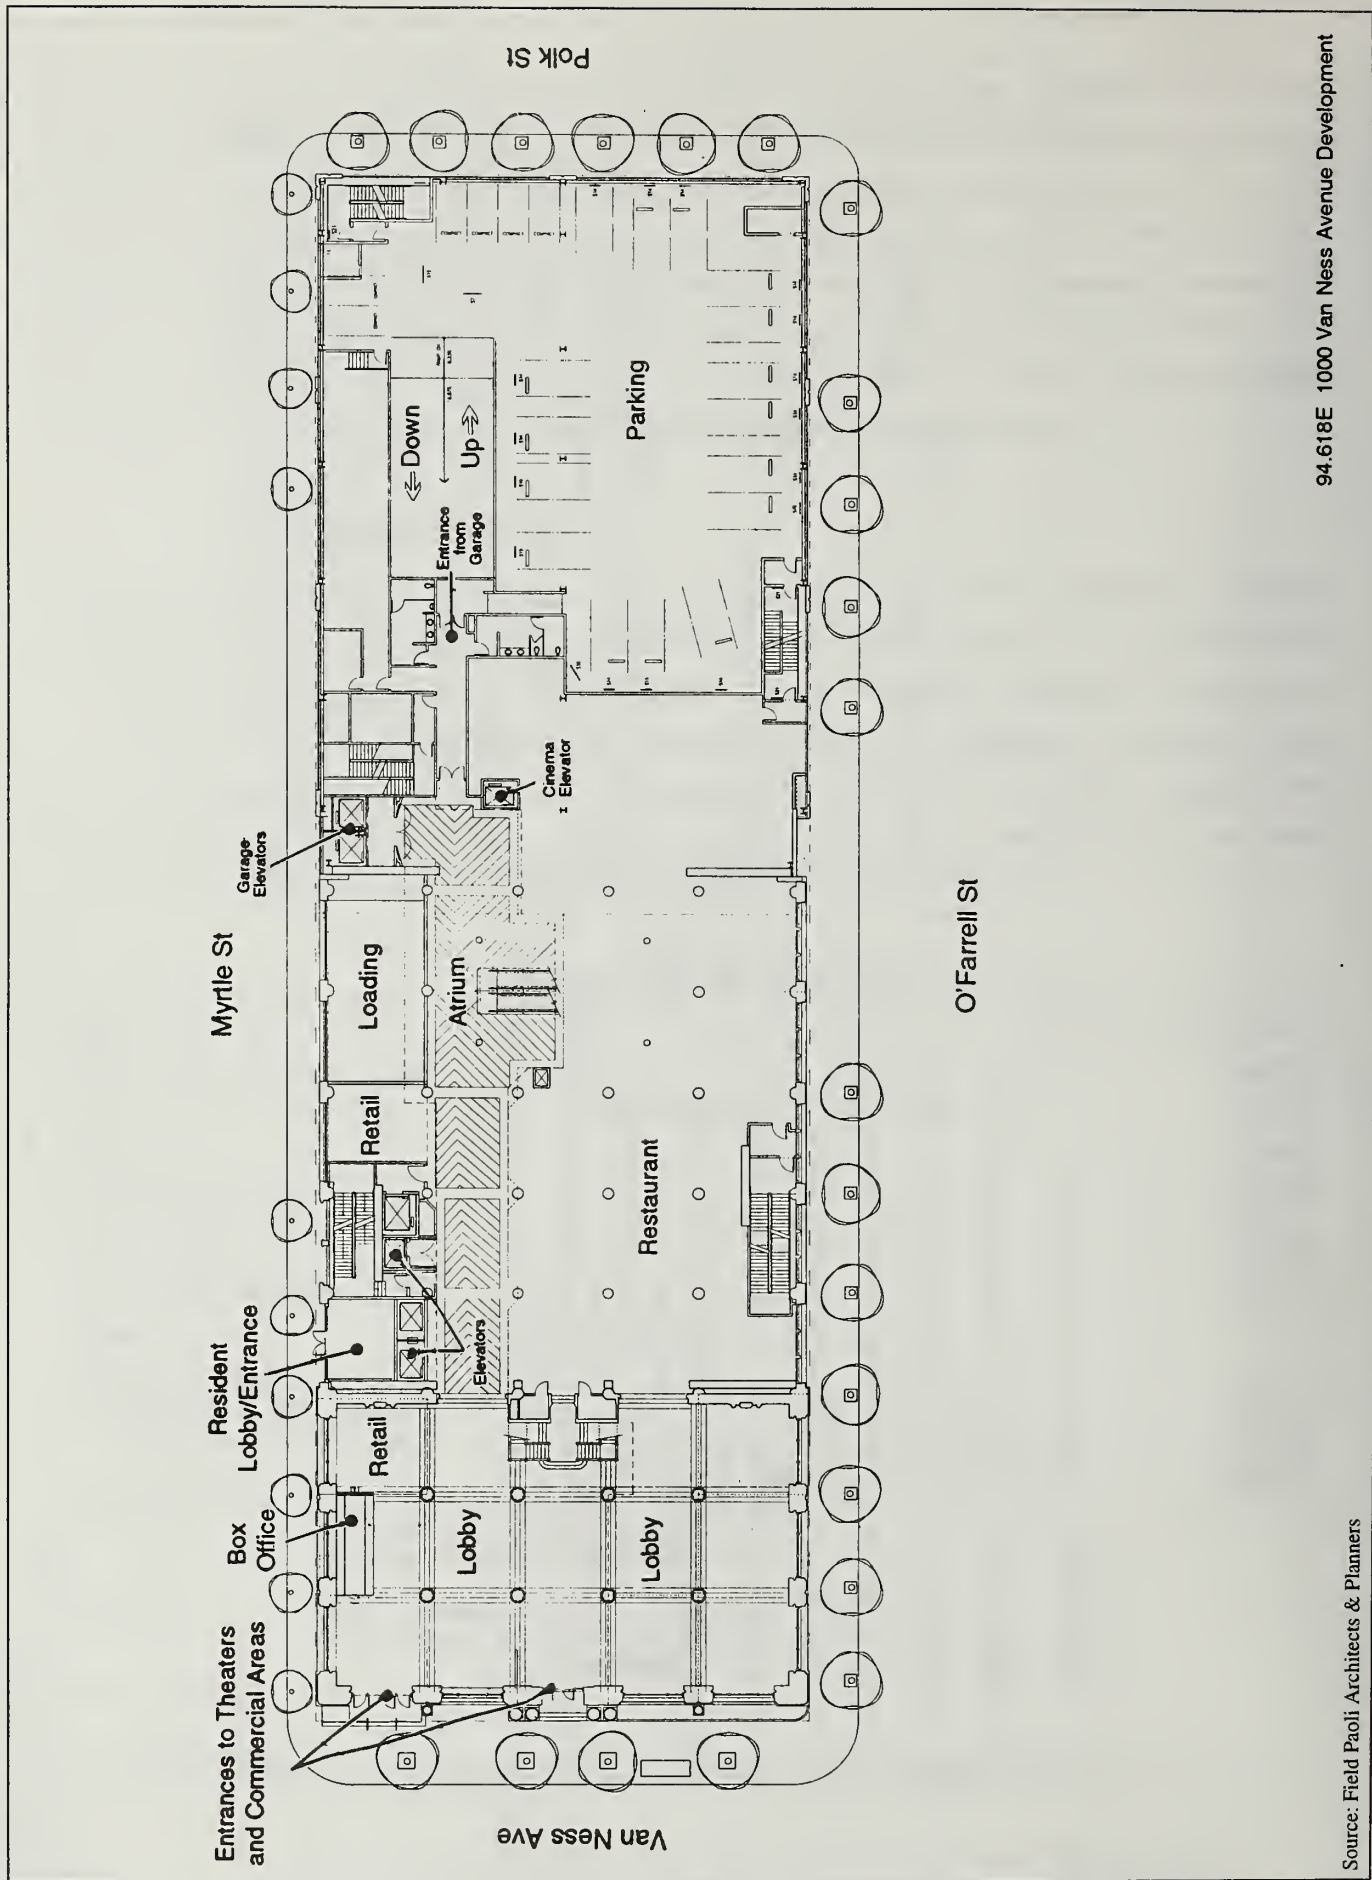 Polk St
Myrtle St
Garage
Elevators
Resident
Lobby/Entrance
Box
Office
Entrances to Theaters
and Commercial Areas
Down
Up
Entrance
from
Garage
Parking
Cinema
Elevator
Loading
Atrium
Retail
Restaurant
Elevators
Retail
Lobby
Lobby
Van Ness Ave
O'Farrell St
94.618E 1000 Van Ness Avenue Development
Source: Field Paoli Architects & Planners